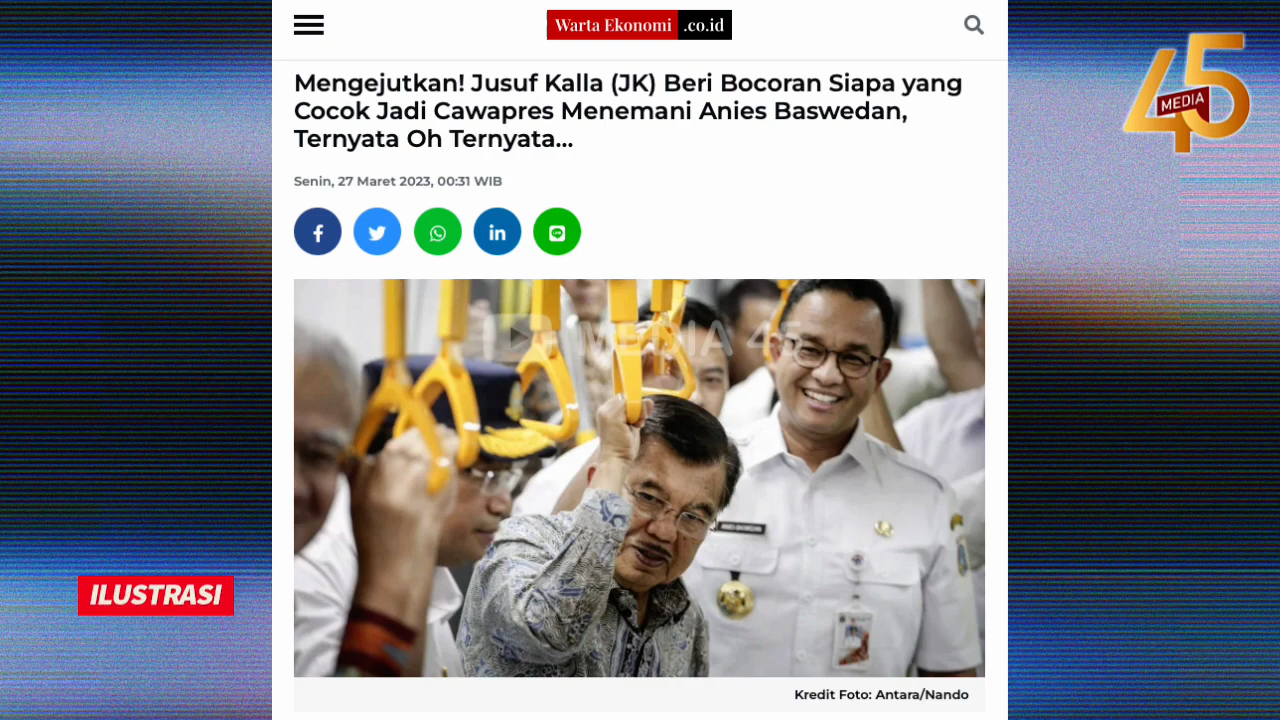 Warta Ekonomi .co.id
45
MEDIA
Mengejutkan! Jusuf Kalla (JK) Beri Bocoran Siapa yang
Cocok Jadi Cawapres Menemani Anies Baswedan,
Ternyata Oh Ternyata...
Senin, 27 Maret 2023, 00:31 WIB
MEDIA 45
ILUSTRASI
Kredit Foto: Antara/Nando